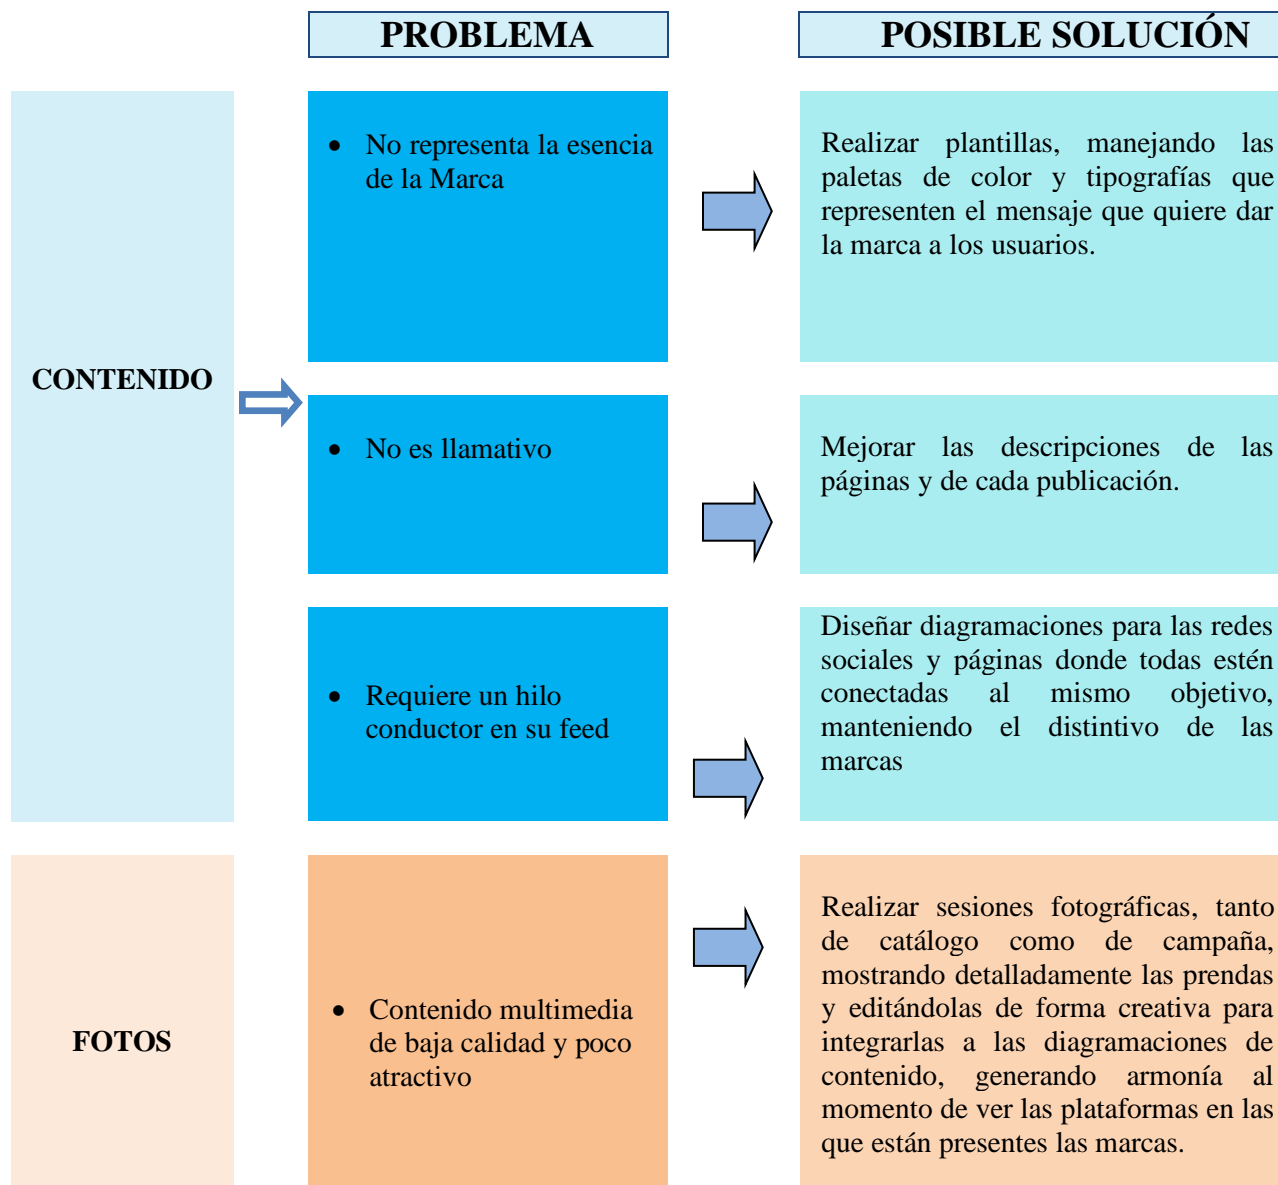 PROBLEMA
POSIBLE SOLUCIÓN
CONTENIDO
• No representa la esencia
de la Marca
Realizar plantillas, manejando las
paletas de color y tipografías que
representen el mensaje que quiere dar
la marca a los usuarios.
• No es llamativo
Mejorar las descripciones de las
páginas y de cada publicación.
• Requiere un hilo
conductor en su feed
Diseñar diagramaciones para las redes
sociales y páginas donde todas estén
conectadas al mismo objetivo,
manteniendo el distintivo de las
marcas
FOTOS
• Contenido multimedia
de baja calidad y poco
atractivo
Realizar sesiones fotográficas, tanto
de catálogo como de campaña,
mostrando detalladamente las prendas
y editándolas de forma creativa para
integrarlas a las diagramaciones de
contenido, generando armonía al
momento de ver las plataformas en las
que están presentes las marcas.